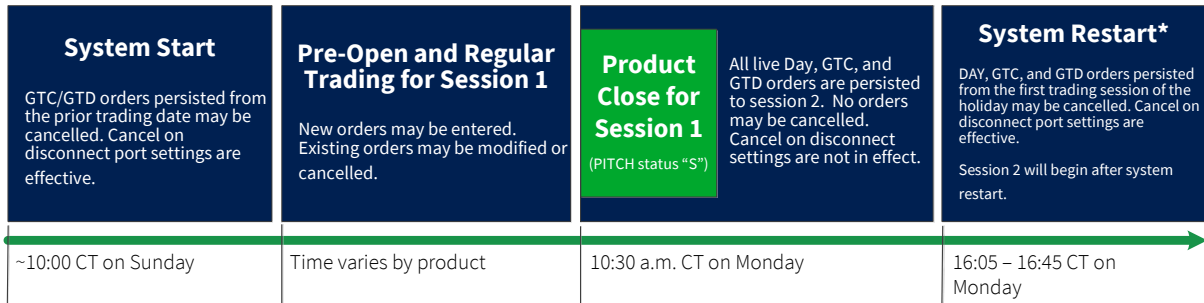 System Start
GTC/GTD orders persisted from
the prior trading date may be
cancelled. Cancel on
disconnect port settings are
effective.
Pre-Open and Regular
Trading for Session 1
New orders may be entered.
Existing orders may be modified or
cancelled.
Product
Close for
Session 1
(PITCH status “S”)
All live Day, GTC, and
GTD orders are persisted
to session 2. No orders
may be cancelled.
Cancel on disconnect
settings are not in effect.
System Restart*
DAY, GTC, and GTD orders persisted
from the first trading session of the
holiday may be cancelled. Cancel on
disconnect port settings are
effective.
Session 2 will begin after system
restart.
~10:00 CT on Sunday
Time varies by product
10:30 a.m. CT on Monday
16:05 – 16:45 CT on
Monday